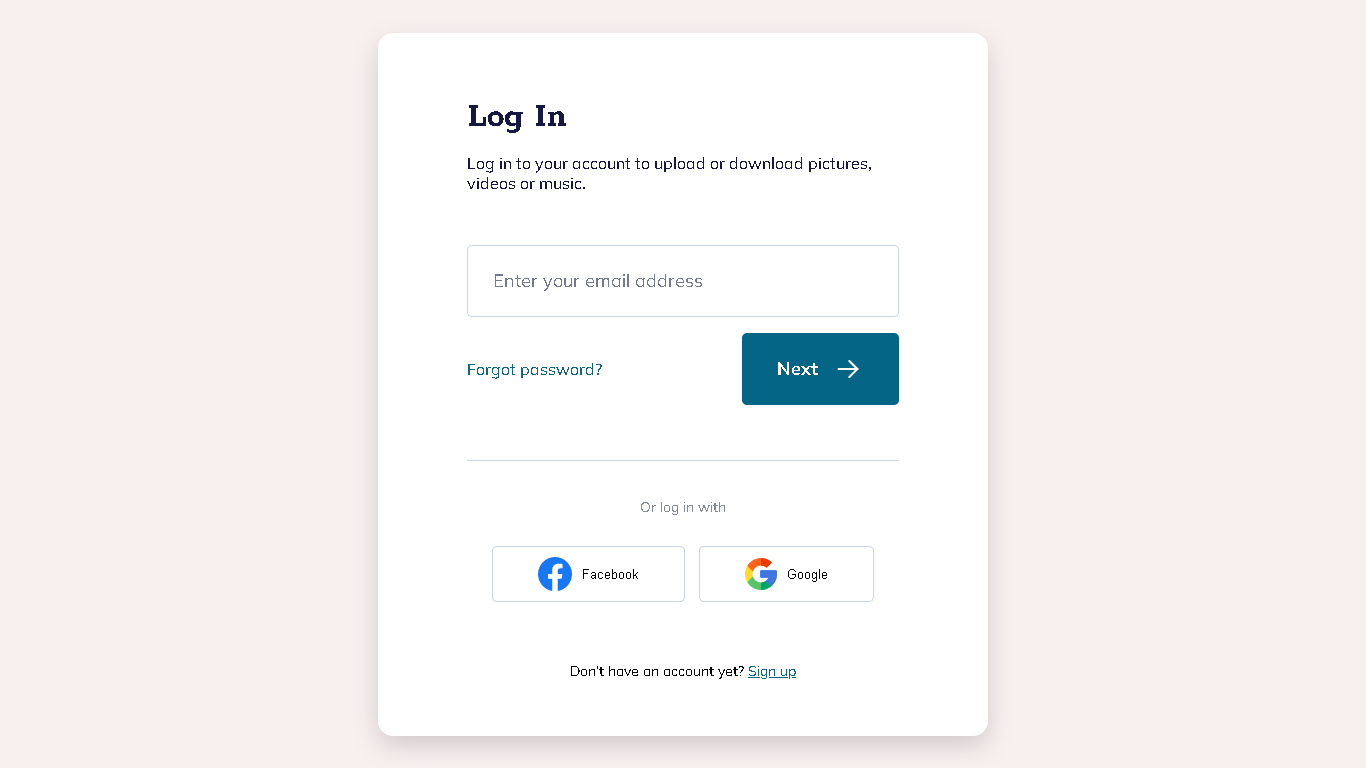 Log In
Log in to your account to upload or download pictures,
videos or music.
Enter your email address
Forgot password?
Next
Or log in with
Facebook
Google
Don't have an account yet? Sign up